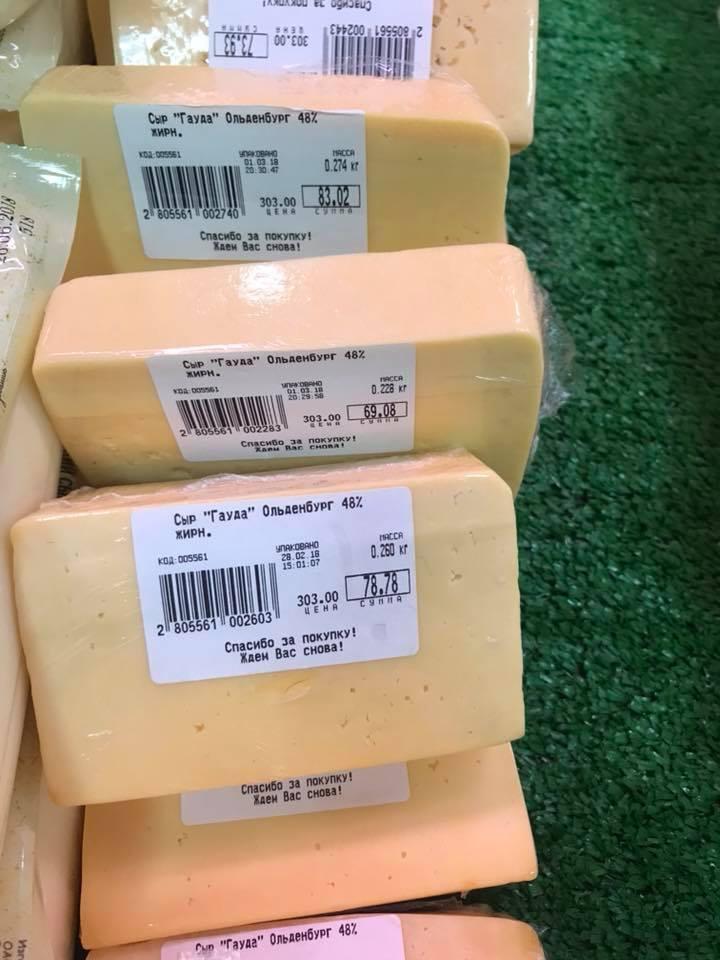 Спасибо за покупку!
2 805561 002443
303.00
ЦЕНА
73.93
СУММА
Сыр "Гауда" Ольденбург 48%
жирн.
КОД:005561
УПАКОВАНО
01.03.18
20:30:47
МАССА
0.274 кг
2 805561 002740
303.00
ЦЕНА
83.02
СУММА
Спасибо за покупку!
Ждем Вас снова!
30.06.2018
518
Сыр "Гауда" Ольденбург 48%
жирн.
КОД:005561
УПАКОВАНО
01.03.18
20:29:58
МАССА
0.228 кг
2 805561 002283
303.00
ЦЕНА
69.08
СУММА
Спасибо за покупку!
Ждем Вас снова!
Сыр "Гауда" Ольденбург 48%
жирн.
КОД:005561
УПАКОВАНО
28.02.18
15:01:07
МАССА
0.260 кг
2 805561 002603
303.00
ЦЕНА
78.78
СУММА
Спасибо за покупку!
Ждем Вас снова!
Спасибо за покупку!
Ждем Вас снова!
Сыр "Гауда" Ольденбург 48%